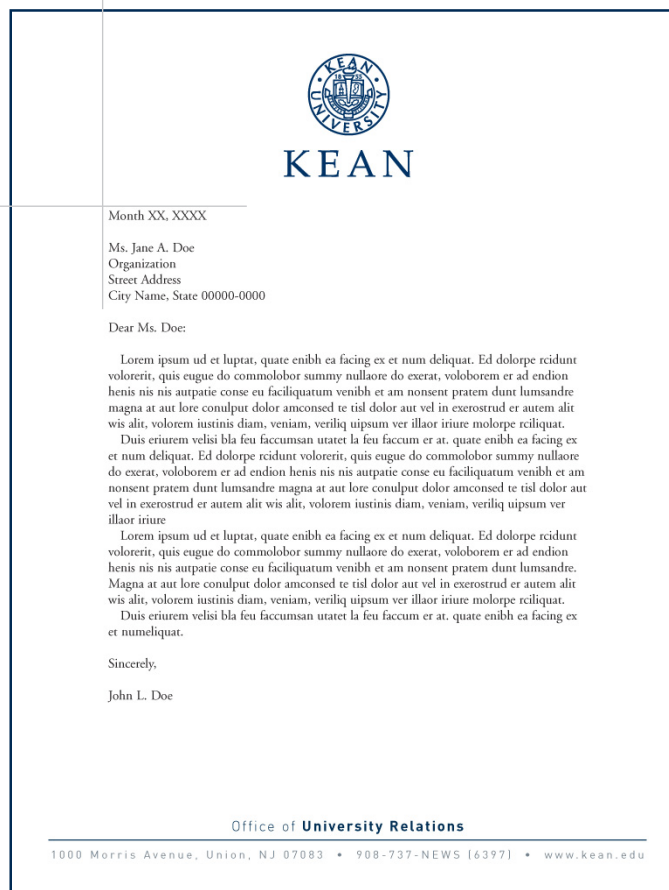 KEAN UNIVERSITY
1855
KEAN
Month XX, XXXX
Ms. Jane A. Doe
Organization
Street Address
City Name, State 00000-0000
Dear Ms. Doe:
Lorem ipsum ud et luptat, quate enibh ea facing ex et num deliquat. Ed dolorpe rcidunt
volorerit, quis eugue do commolobor summy nullaore do exerat, voloborem er ad endion
henis nis nis autpatie conse eu faciliquatum venibh et am nonsent pratem dunt lumsandre
magna at aut lore conulput dolor amconsed te tisl dolor aut vel in exerostrud er autem alit
wis alit, volorem iustinis diam, veniam, veriliq uipsum ver illaor iriure molorpe rciliquat.
Duis eriurem velisi bla feu faccumsan utatet la feu faccum er at. quate enibh ea facing ex
et num deliquat. Ed dolorpe rcidunt volorerit, quis eugue do commolobor summy nullaore
do exerat, voloborem er ad endion henis nis nis autpatie conse eu faciliquatum venibh et am
nonsent pratem dunt lumsandre magna at aut lore conulput dolor amconsed te tisl dolor aut
vel in exerostrud er autem alit wis alit, volorem iustinis diam, veniam, veriliq uipsum ver
illaor iriure
Lorem ipsum ud et luptat, quate enibh ea facing ex et num deliquat. Ed dolorpe rcidunt
volorerit, quis eugue do commolobor summy nullaore do exerat, voloborem er ad endion
henis nis nis autpatie conse eu faciliquatum venibh et am nonsent pratem dunt lumsandre.
Magna at aut lore conulput dolor amconsed te tisl dolor aut vel in exerostrud er autem alit
wis alit, volorem iustinis diam, veniam, veriliq uipsum ver illaor iriure molorpe rciliquat.
Duis eriurem velisi bla feu faccumsan utatet la feu faccum er at. quate enibh ea facing ex
et numeliquat.
Sincerely,
John L. Doe
Office of University Relations
1000 Morris Avenue, Union, NJ 07083 • 908-737-NEWS (6397) • www.kean.edu